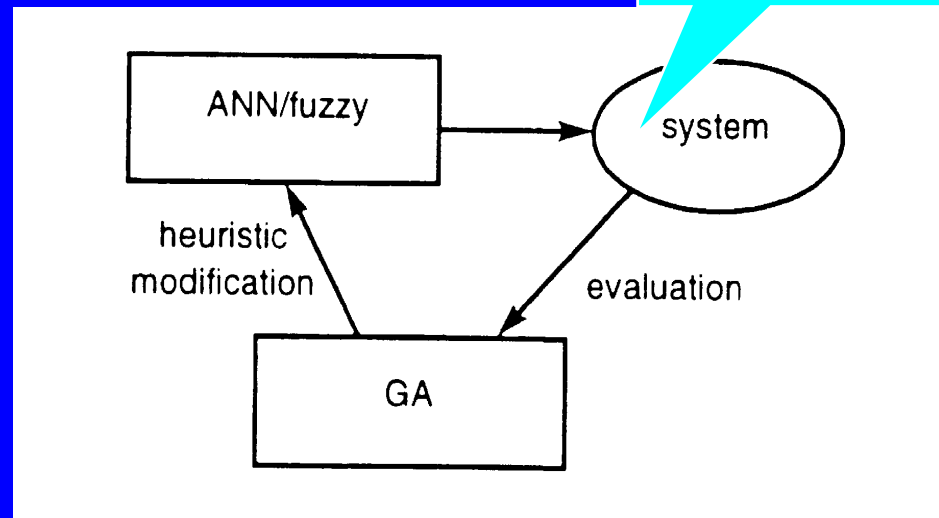 ANN/fuzzy
system
heuristic
modification
evaluation
GA